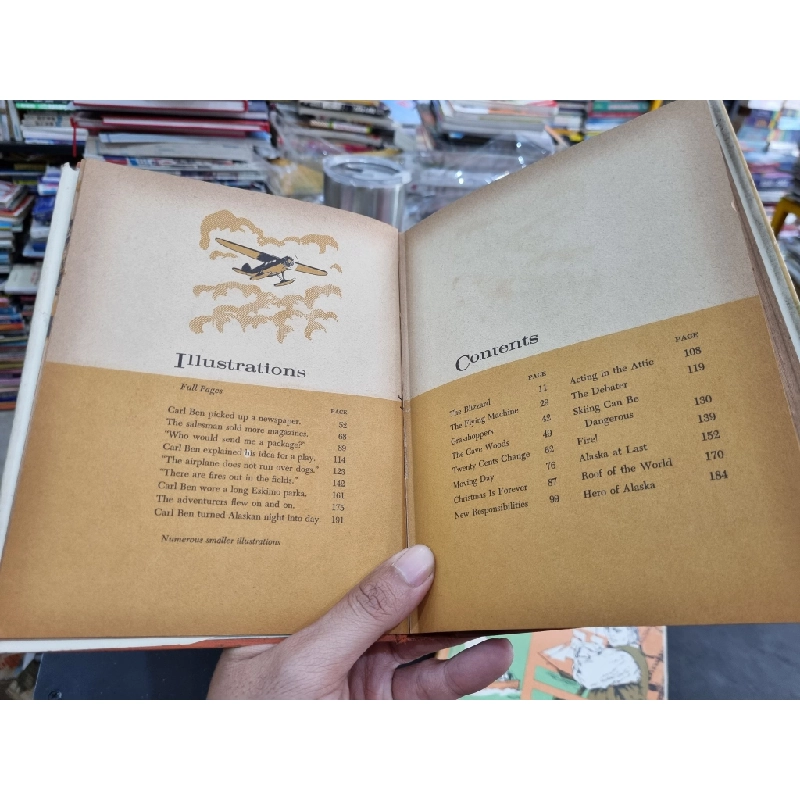 Illustrations
Full Pages
PAGE
Carl Ben picked up a newspaper. 52
The salesman sold more magazines. 68
"Who would send me a package?" 89
Carl Ben explained his idea for a play. 114
"The airplane does not run over dogs." 123
"There are fires out in the fields." 142
Carl Ben wore a long Eskimo parka. 161
The adventurers flew on and on. 175
Carl Ben turned Alaskan night into day 191
Numerous smaller illustrations
Contents
PAGE
The Blizzard 11
The Flying Machine 29
Grasshoppers 42
The Cave Woods 49
Twenty Cents Change 62
Moving Day 76
Christmas Is Forever 87
New Responsibilities 99
PAGE
Acting in the Attic 108
The Debater 119
Skiing Can Be
Dangerous 130
Fire! 139
Alaska at Last 152
Roof of the World 170
Hero of Alaska 184